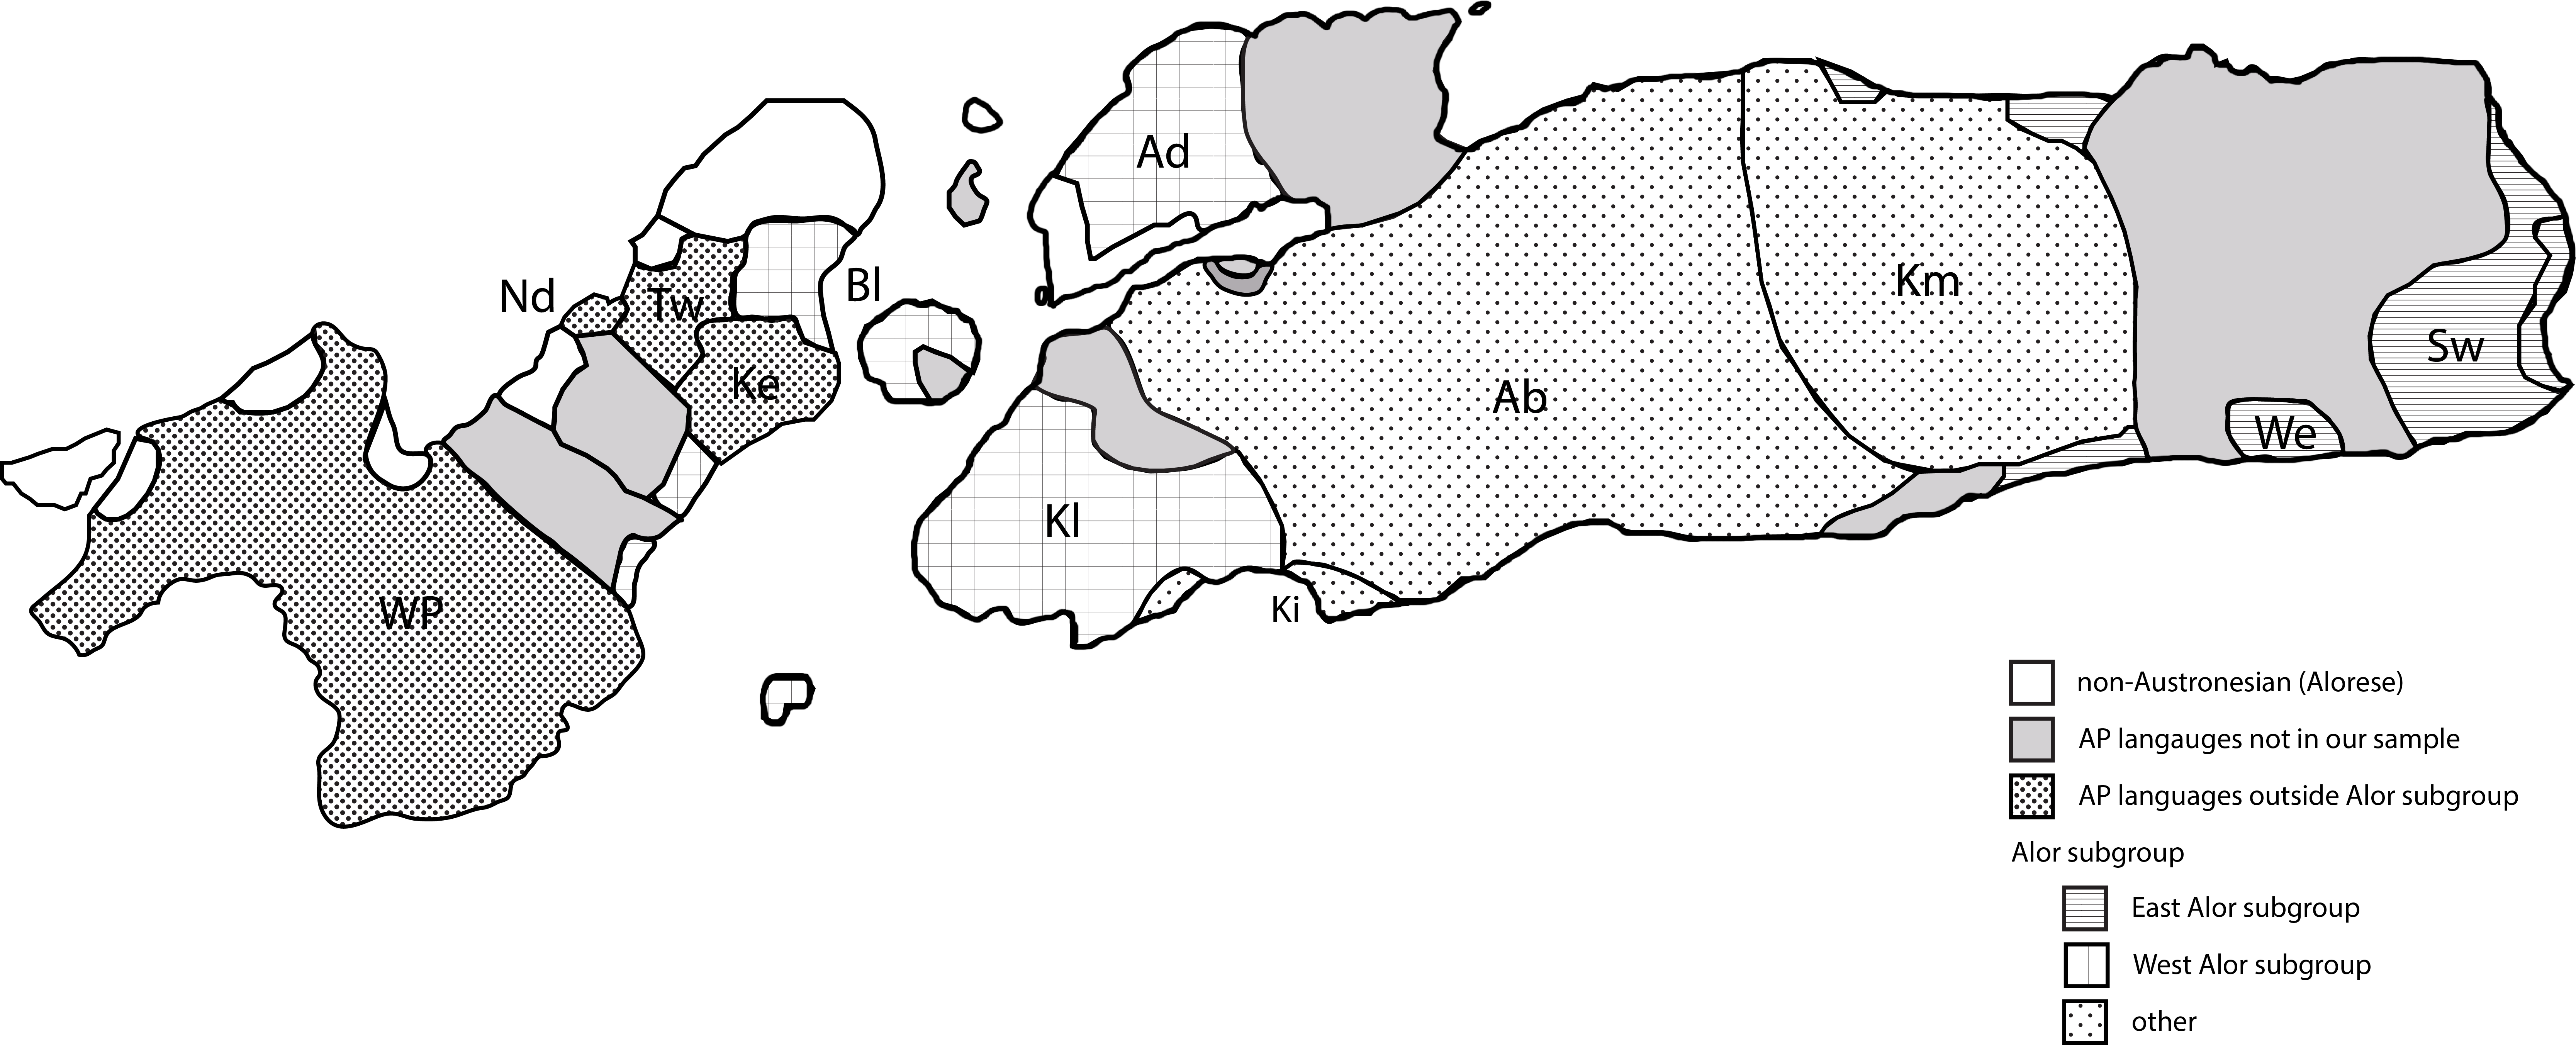 Ad
Km
Nd
Tw
Bl
Ke
Ab
Sw
We
Kl
WP
Ki
non-Austronesian (Alorese)
AP langauges not in our sample
AP languages outside Alor subgroup
Alor subgroup
East Alor subgroup
West Alor subgroup
other